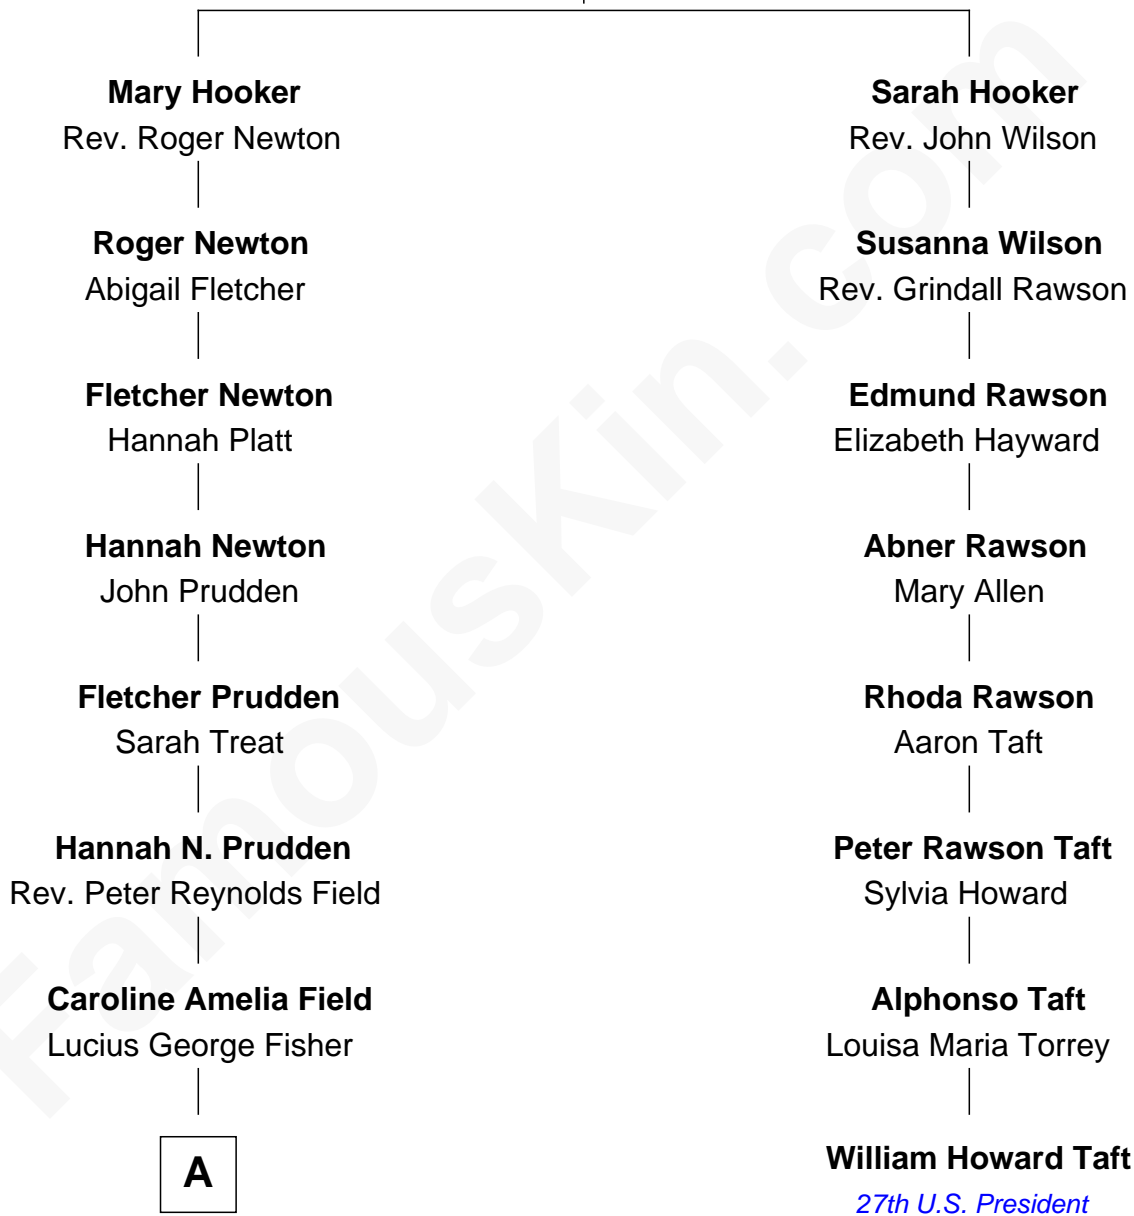 Mary Hooker
Rev. Roger Newton
Roger Newton
Abigail Fletcher
Fletcher Newton
Hannah Platt
Hannah Newton
John Prudden
Fletcher Prudden
Sarah Treat
Hannah N. Prudden
Rev. Peter Reynolds Field
Caroline Amelia Field
Lucius George Fisher
A
Sarah Hooker
Rev. John Wilson
Susanna Wilson
Rev. Grindall Rawson
Edmund Rawson
Elizabeth Hayward
Abner Rawson
Mary Allen
Rhoda Rawson
Aaron Taft
Peter Rawson Taft
Sylvia Howard
Alphonso Taft
Louisa Maria Torrey
William Howard Taft
27th U.S. President
FamousKin.com